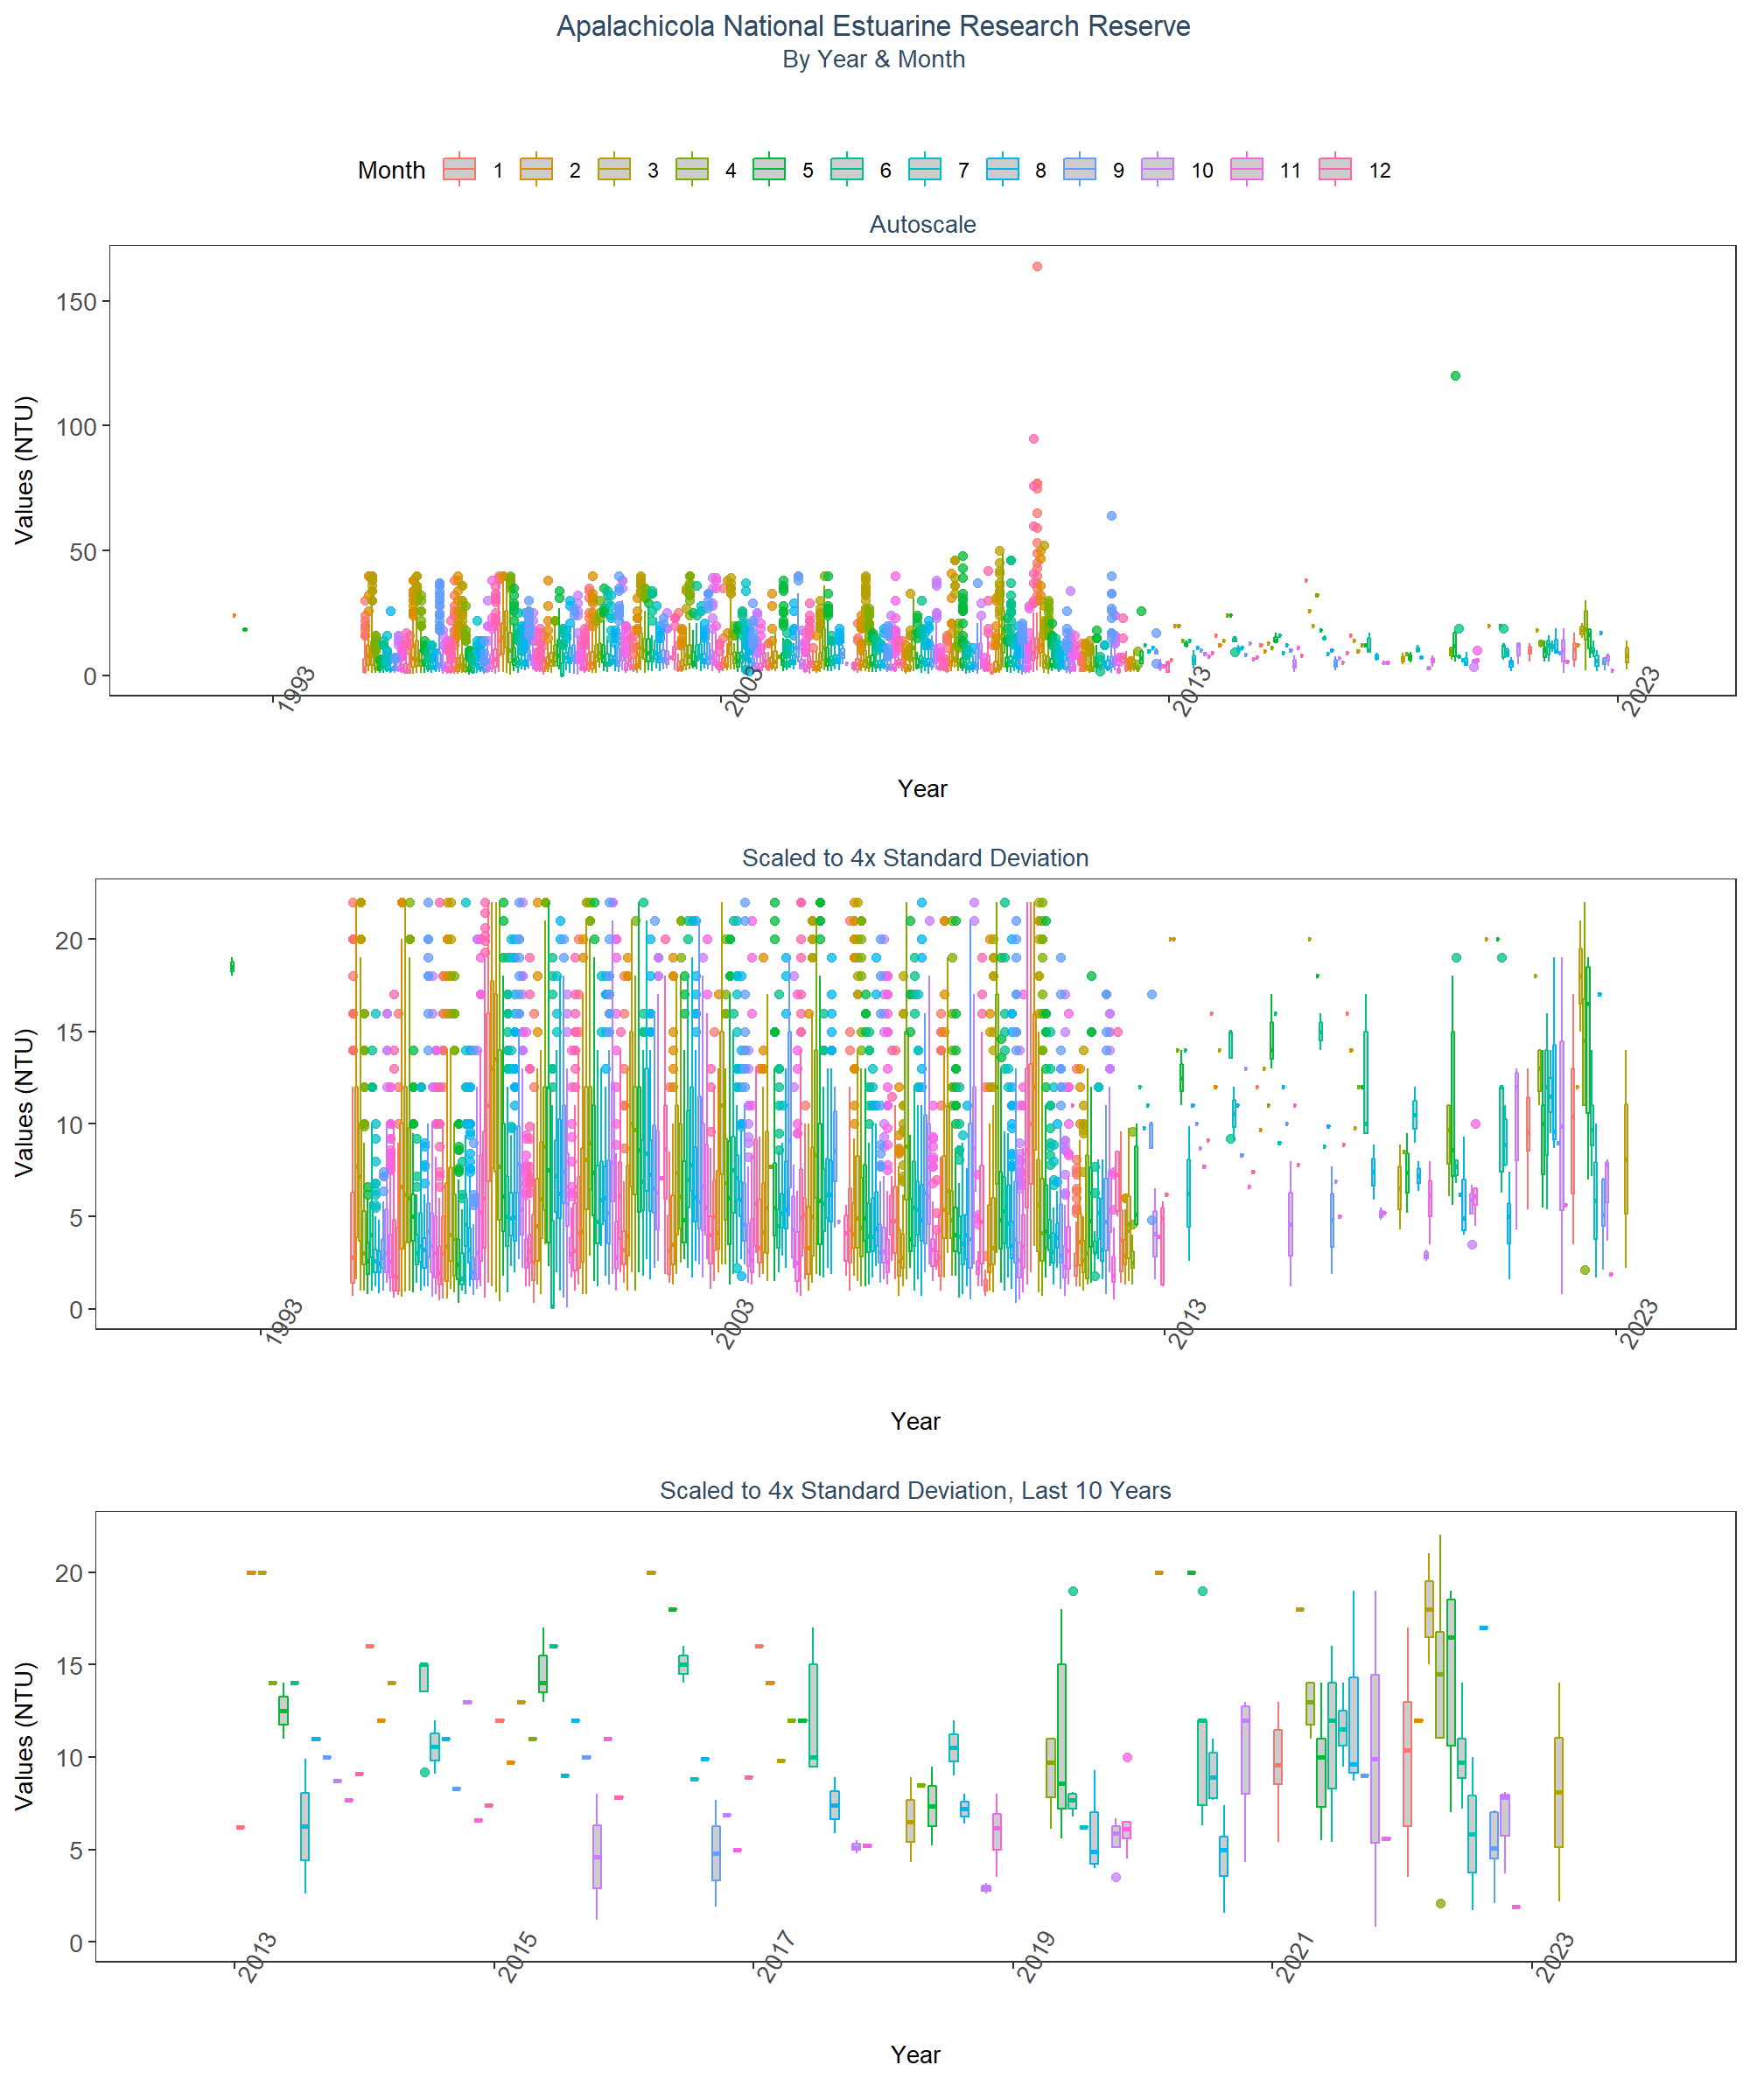 Apalachicola National Estuarine Research Reserve
By Year & Month
Month 1 2 3 4 5 6 7 8 9 10 11 12
Autoscale
Values (NTU)
150
100
50
0
1993 2003 2013 2023
Year
Scaled to 4x Standard Deviation
Values (NTU)
20
15
10
5
0
1993 2003 2013 2023
Year
Scaled to 4x Standard Deviation, Last 10 Years
Values (NTU)
20
15
10
5
0
2013 2015 2017 2019 2021 2023
Year